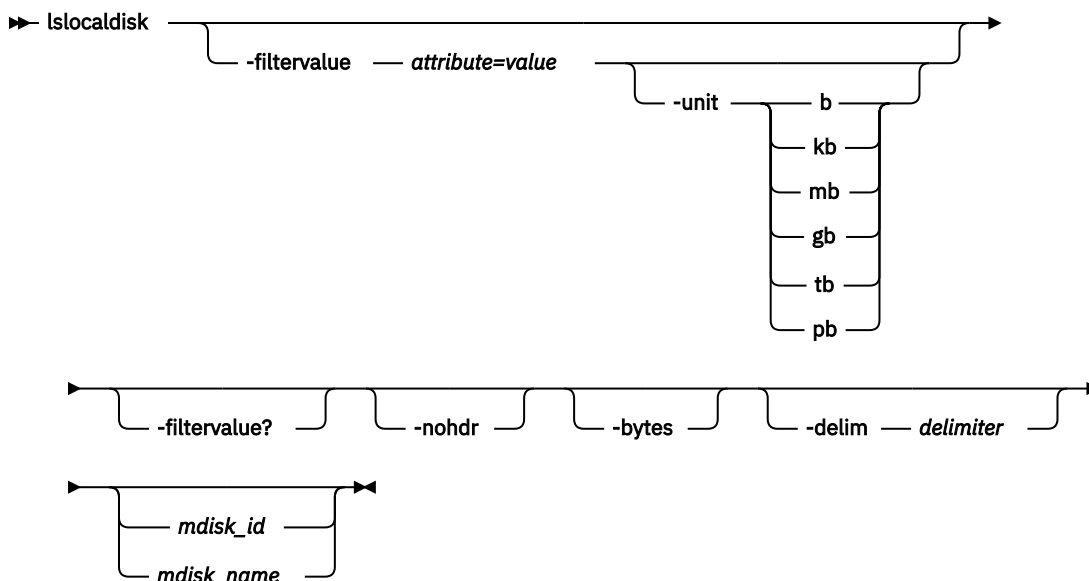 lslocaldisk
-filtervalue attribute=value
-unit b
kb
mb
gb
tb
pb
-filtervalue? -nohdr -bytes -delim delimiter
mdisk_id
mdisk_name